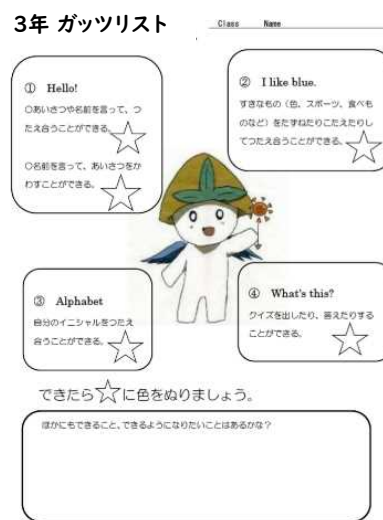 3年 ガッツリスト
Class Name
① Hello!
○あいさつや名前を言って、つ
たえ合うことができる。
○名前を言って、あいさつをか
わすことができる。
② I like blue.
すきなもの（色、スポーツ、食べも
のなど）をたずねたりこたえたりし
てつたえ合うことができる。
③ Alphabet
自分のイニシャルをつたえ
合うことができる。
④ What's this?
クイズを出したり、答えたりする
ことができる。
できたら☆に色をぬりましょう。
ほかにもできること、できるようになりたいことはあるかな？